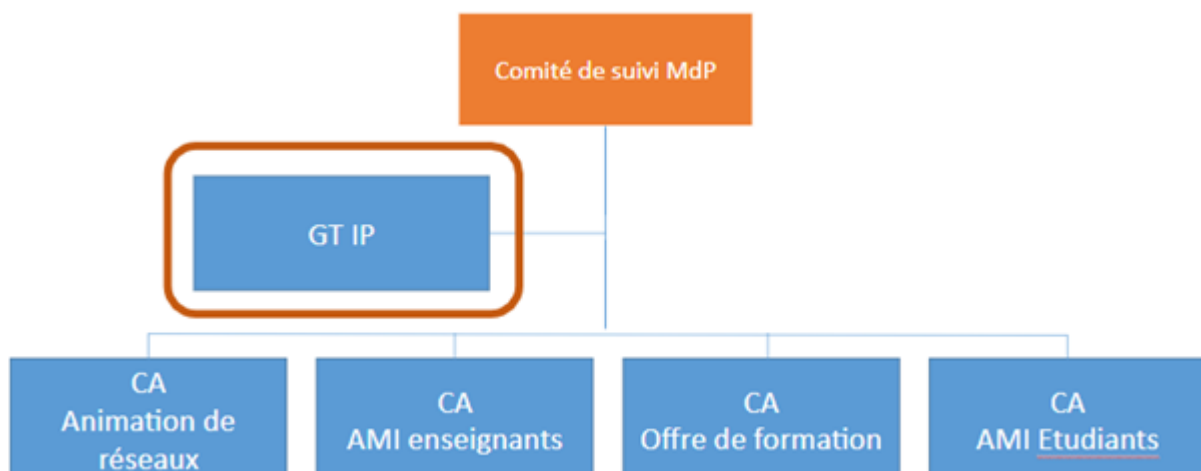 Comité de suivi MdP
GT IP
CA
Animation de
réseaux
CA
AMI enseignants
CA
Offre de formation
CA
AMI Etudiants